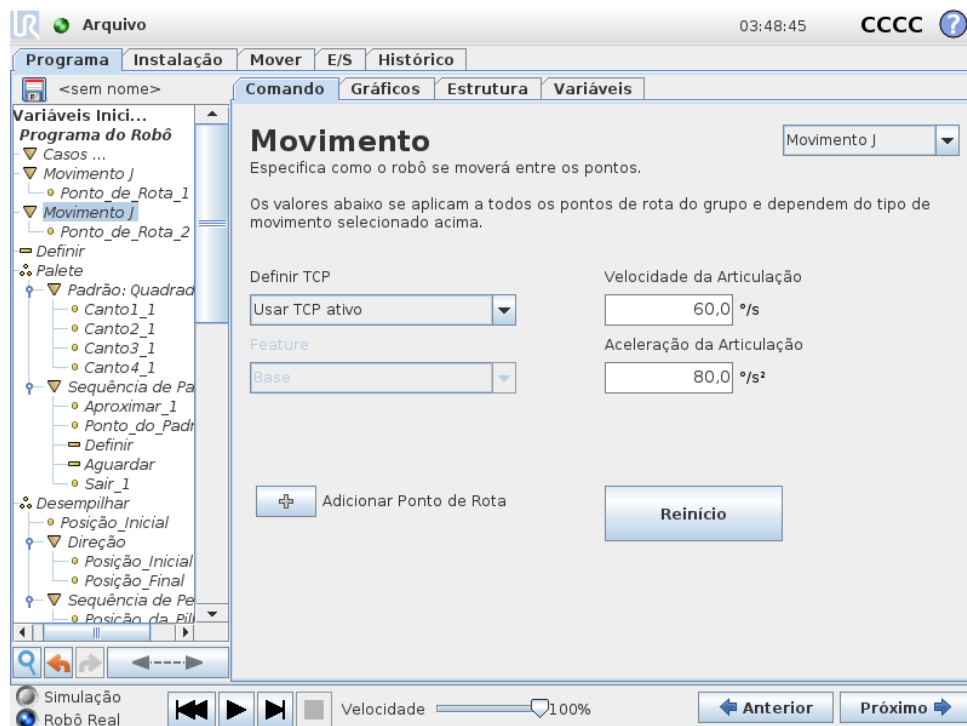 UR Arquivo 03:48:45 CCCC ?
Programa Instalação Mover E/S Histórico
<sem nome> Comando Gráficos Estrutura Variáveis
Variáveis Inici...
Programa do Robô
Casos ...
Movimento J
Ponto_de_Rota_1
Movimento J
Ponto_de_Rota_2
Definir
Palete
Padrão: Quadrad
Canto1_1
Canto2_1
Canto3_1
Canto4_1
Sequência de Pa
Aproximar_1
Ponto_do_Padr
Definir
Aguardar
Sair_1
Desempilhar
Posição_Inicial
Direção
Posição_Inicial
Posição_Final
Sequência de Pe
Posição_da_Pil
Movimento
Movimento J
Especifica como o robô se moverá entre os pontos.
Os valores abaixo se aplicam a todos os pontos de rota do grupo e dependem do tipo de
movimento selecionado acima.
Definir TCP
Usar TCP ativo
Feature
Base
Velocidade da Articulação
60,0 °/s
Aceleração da Articulação
80,0 °/s²
Adicionar Ponto de Rota
Reinício
Simulação
Robô Real
Velocidade 100%
Anterior
Próximo